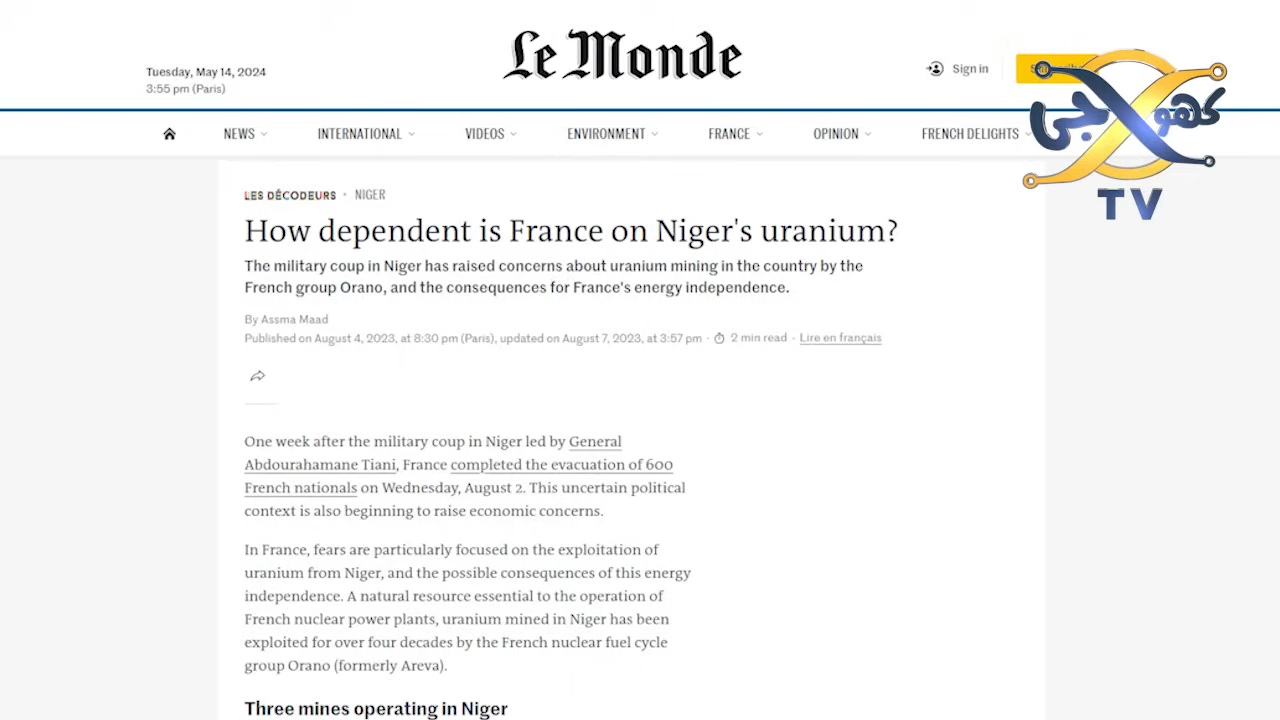 Le Monde
Tuesday, May 14, 2024
3:55 pm (Paris)
Sign in
NEWS
INTERNATIONAL
VIDEOS
ENVIRONMENT
FRANCE
OPINION
FRENCH DELIGHTS
کھوجی
TV
LES DÉCODEURS • NIGER
How dependent is France on Niger's uranium?
The military coup in Niger has raised concerns about uranium mining in the country by the
French group Orano, and the consequences for France's energy independence.
By Assma Maad
Published on August 4, 2023, at 8:30 pm (Paris), updated on August 7, 2023, at 3:57 pm · 2 min read · Lire en français
One week after the military coup in Niger led by General
Abdourahamane Tiani, France completed the evacuation of 600
French nationals on Wednesday, August 2. This uncertain political
context is also beginning to raise economic concerns.
In France, fears are particularly focused on the exploitation of
uranium from Niger, and the possible consequences of this energy
independence. A natural resource essential to the operation of
French nuclear power plants, uranium mined in Niger has been
exploited for over four decades by the French nuclear fuel cycle
group Orano (formerly Areva).
Three mines operating in Niger